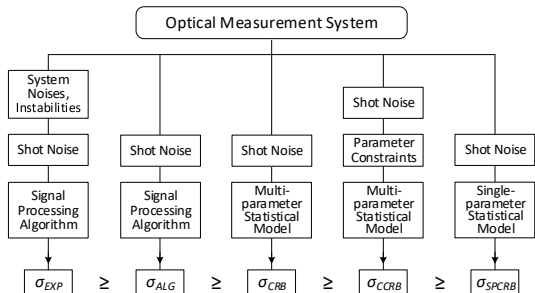 Optical Measurement System
System
Noises,
Instabilities
Shot Noise
Signal
Processing
Algorithm
Shot Noise
Signal
Processing
Algorithm
Shot Noise
Multi-
parameter
Statistical
Model
Shot Noise
Parameter
Constraints
Multi-
parameter
Statistical
Model
Shot Noise
Single-
parameter
Statistical
Model
σEXP ≥ σALG ≥ σCRB ≥ σCCRB ≥ σSPCRB